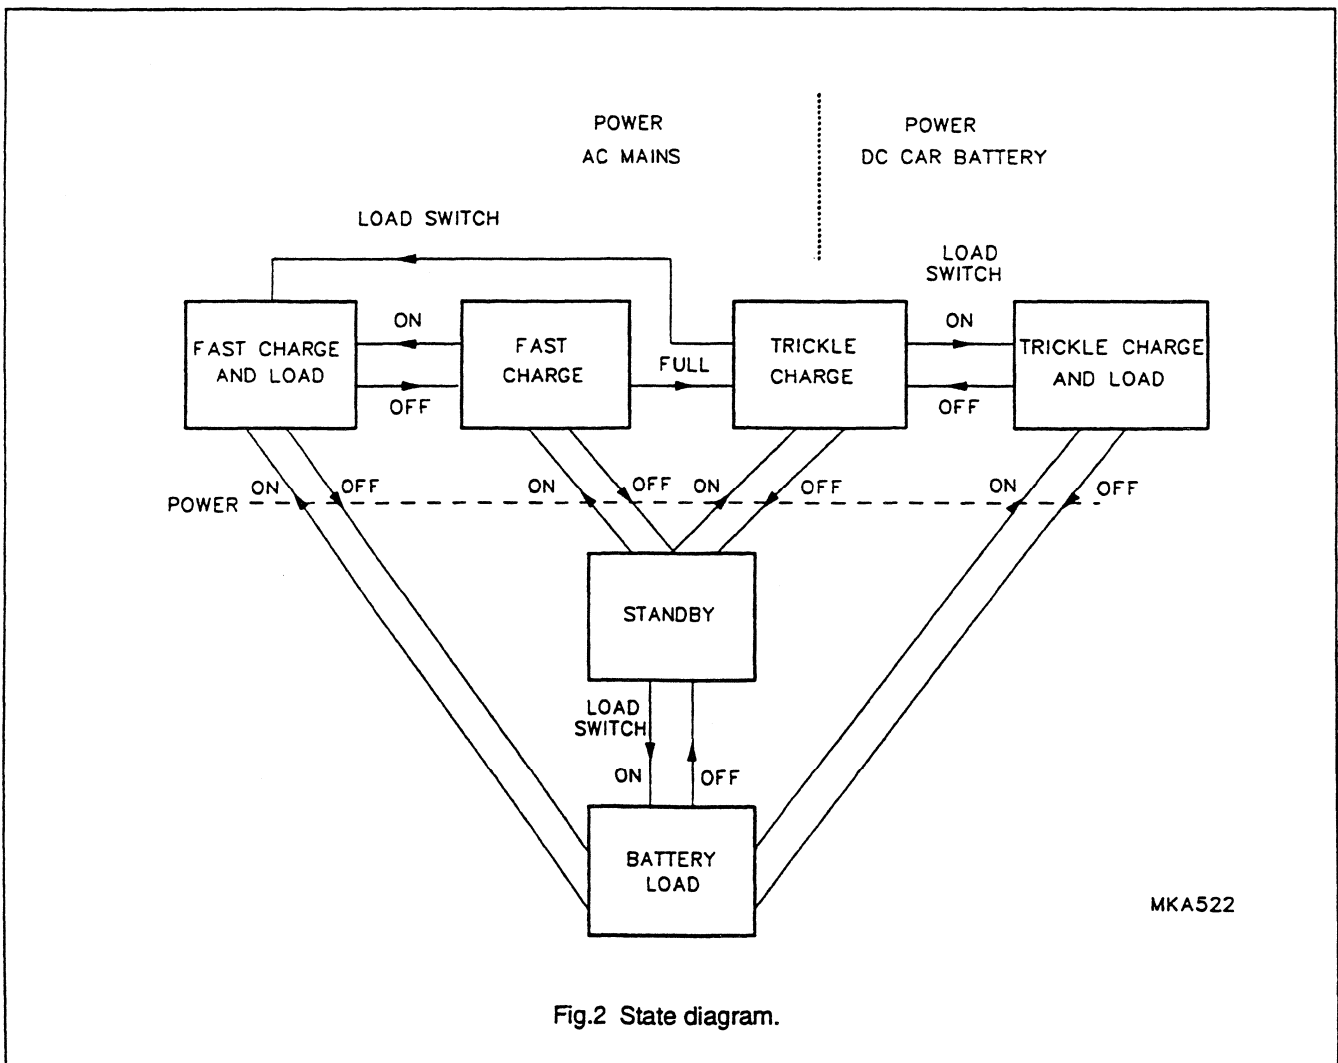 POWER
AC MAINS
POWER
DC CAR BATTERY
LOAD SWITCH
LOAD
SWITCH
ON
ON
FAST CHARGE
AND LOAD
FAST
CHARGE
FULL
TRICKLE
CHARGE
TRICKLE CHARGE
AND LOAD
OFF
OFF
POWER
ON
OFF
ON
OFF
ON
OFF
ON
OFF
STANDBY
LOAD
SWITCH
ON
OFF
BATTERY
LOAD
MKA522
Fig.2 State diagram.